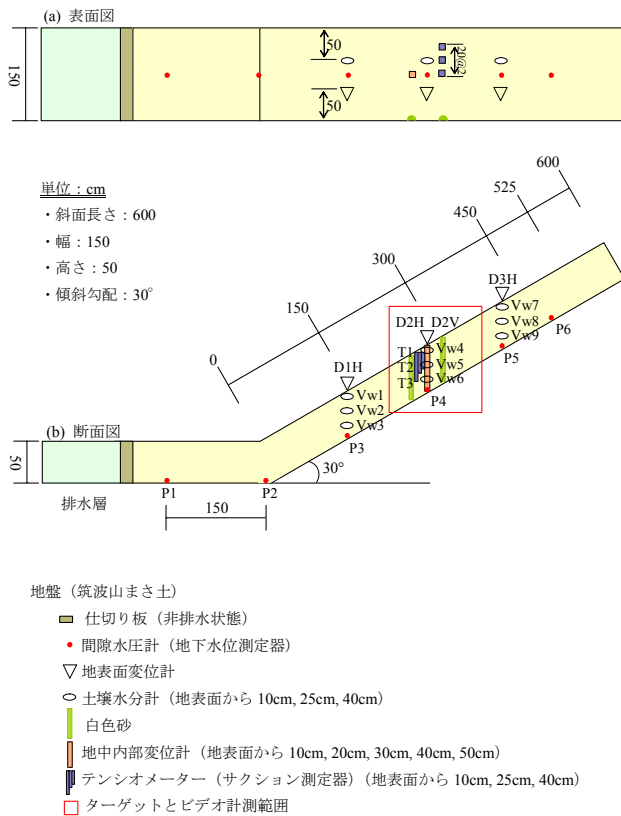 (a) 表面図
50
20@2
150
50
単位：cm
・斜面長さ：600
・幅：150
・高さ：50
・傾斜勾配：30°
600
525
450
300
150
0
D3H
Vw7
Vw8
Vw9
P6
P5
D2H D2V
T1
Vw4
T2
Vw5
T3
Vw6
P4
D1H
Vw1
Vw2
Vw3
P3
(b) 断面図
50
30°
排水層
P1
P2
150
地盤（筑波山まさ土）
仕切り板（非排水状態）
間隙水圧計（地下水位測定器）
地表面変位計
土壌水分計（地表面から 10cm, 25cm, 40cm）
白色砂
地中内部変位計（地表面から 10cm, 20cm, 30cm, 40cm, 50cm）
テンシオメーター（サクション測定器）（地表面から 10cm, 25cm, 40cm）
ターゲットとビデオ計測範囲